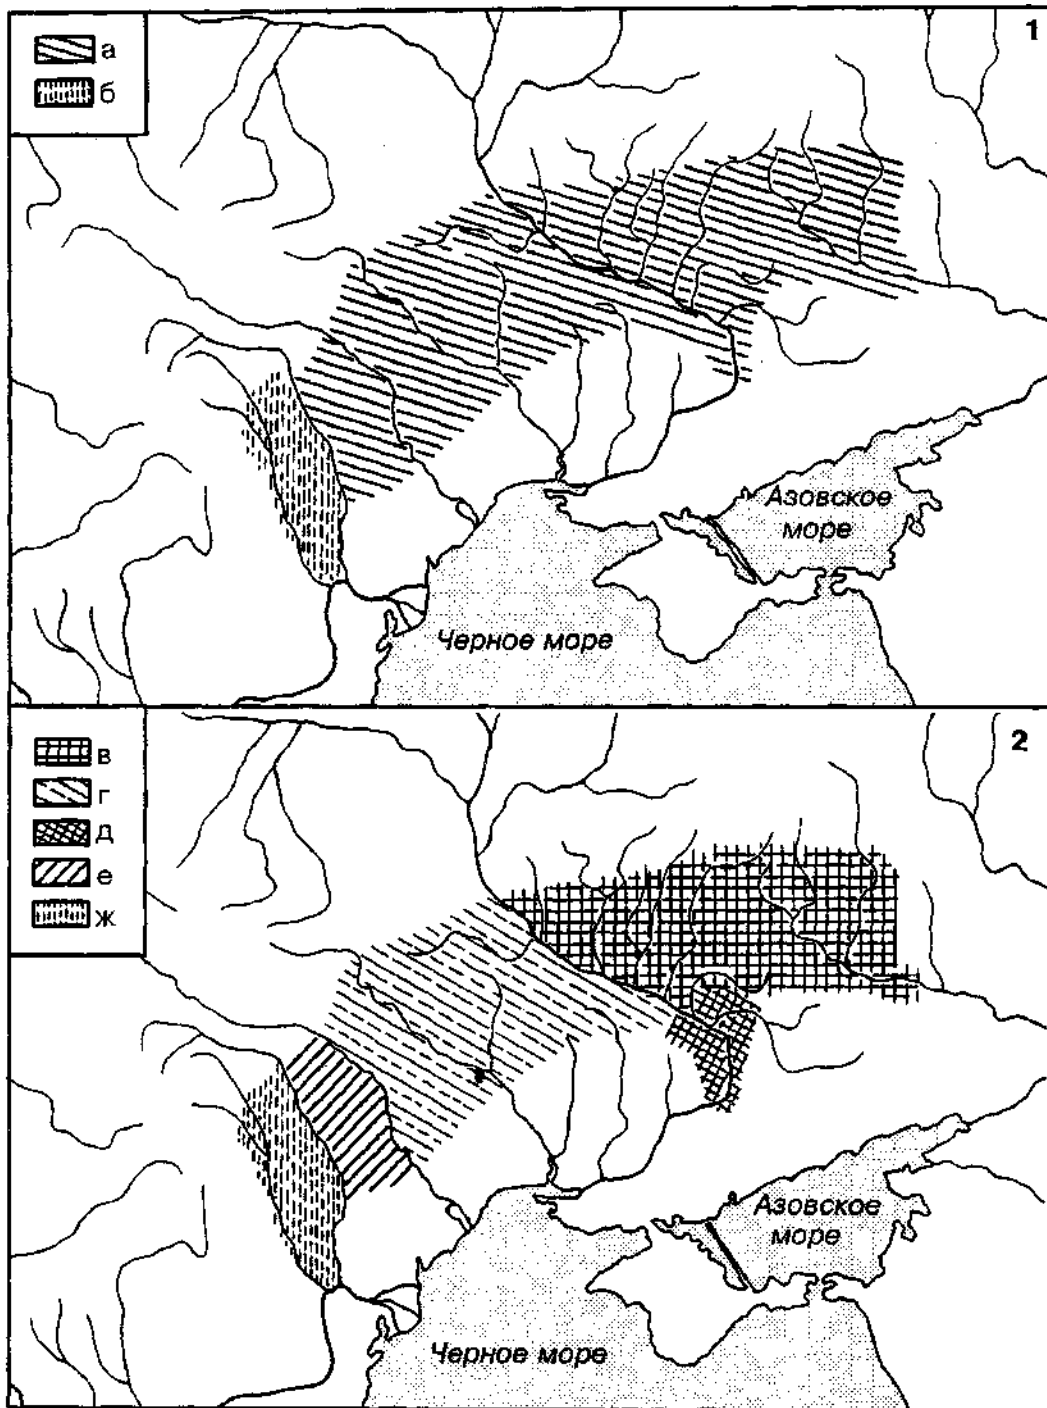 1
а
б
Азовское
море
Черное море
2
в
г
д
е
ж
Азовское
море
Черное море